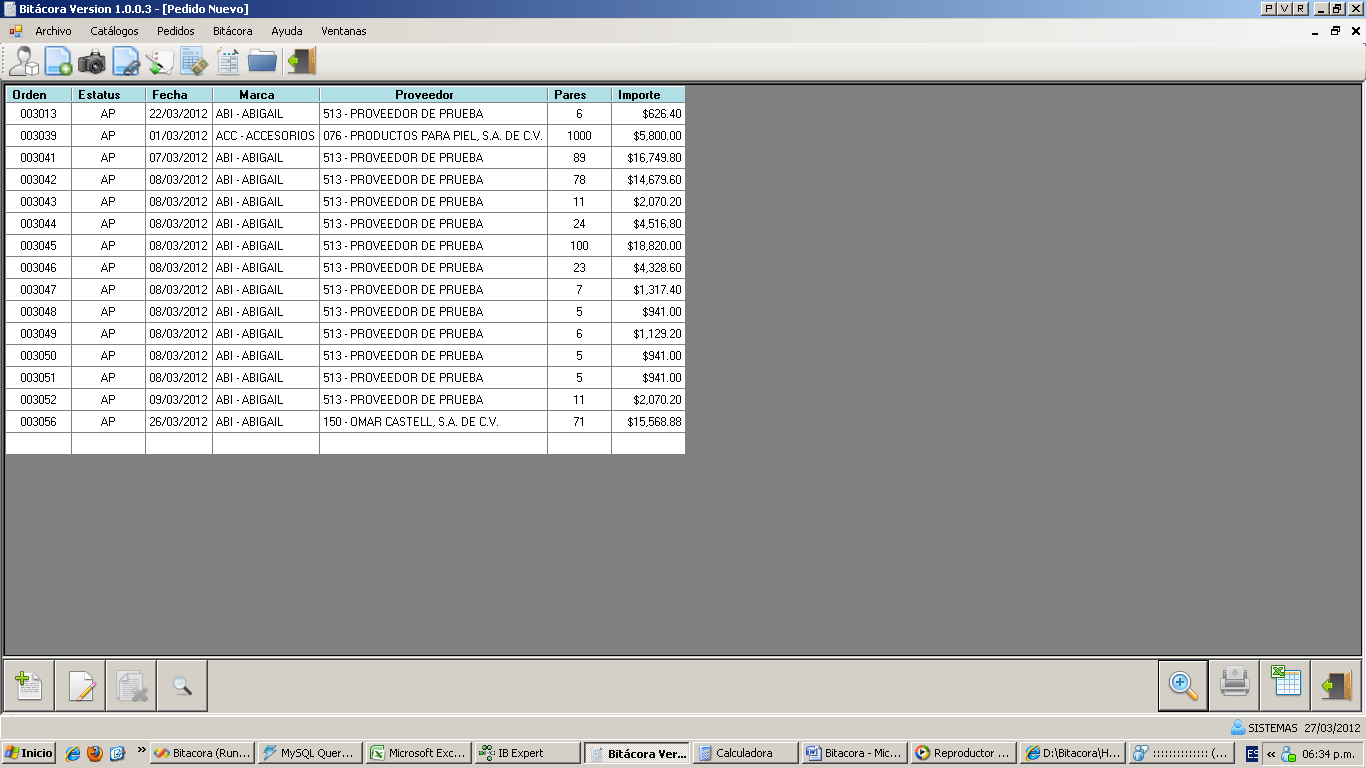 Bitácora Version 1.0.0.3 - [Pedido Nuevo] P V R
Archivo Catálogos Pedidos Bitácora Ayuda Ventanas
Orden Estatus Fecha Marca Proveedor Pares Importe
003013 AP 22/03/2012 ABI - ABIGAIL 513 - PROVEEDOR DE PRUEBA 6 $626.40
003039 AP 01/03/2012 ACC - ACCESORIOS 076 - PRODUCTOS PARA PIEL, S.A. DE C.V. 1000 $5,800.00
003041 AP 07/03/2012 ABI - ABIGAIL 513 - PROVEEDOR DE PRUEBA 89 $16,749.80
003042 AP 08/03/2012 ABI - ABIGAIL 513 - PROVEEDOR DE PRUEBA 78 $14,679.60
003043 AP 08/03/2012 ABI - ABIGAIL 513 - PROVEEDOR DE PRUEBA 11 $2,070.20
003044 AP 08/03/2012 ABI - ABIGAIL 513 - PROVEEDOR DE PRUEBA 24 $4,516.80
003045 AP 08/03/2012 ABI - ABIGAIL 513 - PROVEEDOR DE PRUEBA 100 $18,820.00
003046 AP 08/03/2012 ABI - ABIGAIL 513 - PROVEEDOR DE PRUEBA 23 $4,328.60
003047 AP 08/03/2012 ABI - ABIGAIL 513 - PROVEEDOR DE PRUEBA 7 $1,317.40
003048 AP 08/03/2012 ABI - ABIGAIL 513 - PROVEEDOR DE PRUEBA 5 $941.00
003049 AP 08/03/2012 ABI - ABIGAIL 513 - PROVEEDOR DE PRUEBA 6 $1,129.20
003050 AP 08/03/2012 ABI - ABIGAIL 513 - PROVEEDOR DE PRUEBA 5 $941.00
003051 AP 08/03/2012 ABI - ABIGAIL 513 - PROVEEDOR DE PRUEBA 5 $941.00
003052 AP 09/03/2012 ABI - ABIGAIL 513 - PROVEEDOR DE PRUEBA 11 $2,070.20
003056 AP 26/03/2012 ABI - ABIGAIL 150 - OMAR CASTELL, S.A. DE C.V. 71 $15,568.88
SISTEMAS 27/03/2012
Inicio » Bitacora (Run... MySQL Quer... Microsoft Exc... IB Expert Bitácora Ver... Calculadora Bitacora - Mic... Reproductor ... D:\Bitacora\H... :::::::::::::: (... ES « 06:34 p.m.